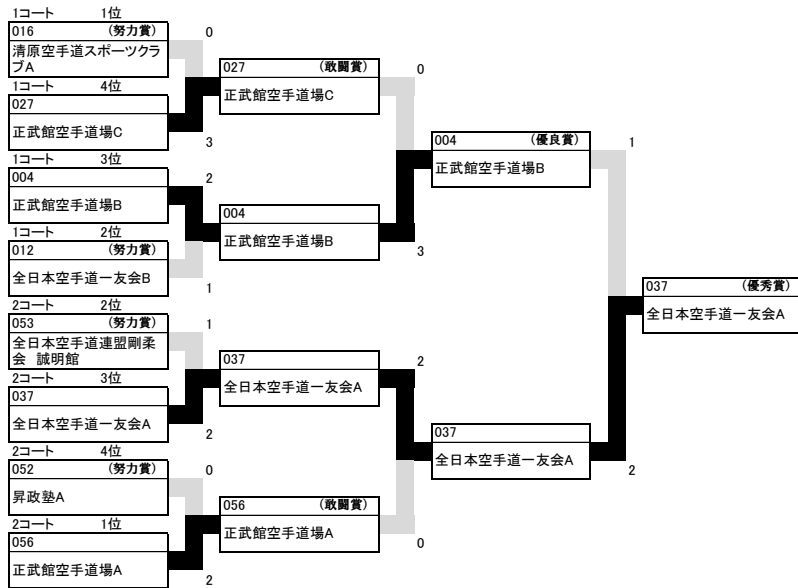 1コート 1位
016 (努力賞)
清原空手道スポーツクラ
ブA
0
1コート 4位
027
正武館空手道場C
3
1コート 3位
004
正武館空手道場B
2
1コート 2位
012 (努力賞)
全日本空手道一友会B
1
2コート 2位
053 (努力賞)
全日本空手道連盟剛柔
会 誠明館
1
2コート 3位
037
全日本空手道一友会A
2
2コート 4位
052 (努力賞)
昇政塾A
0
2コート 1位
056
正武館空手道場A
2
027 (敢闘賞)
正武館空手道場C
0
004
正武館空手道場B
3
037
全日本空手道一友会A
2
056 (敢闘賞)
正武館空手道場A
0
004 (優良賞)
正武館空手道場B
1
037
全日本空手道一友会A
2
037 (優秀賞)
全日本空手道一友会A